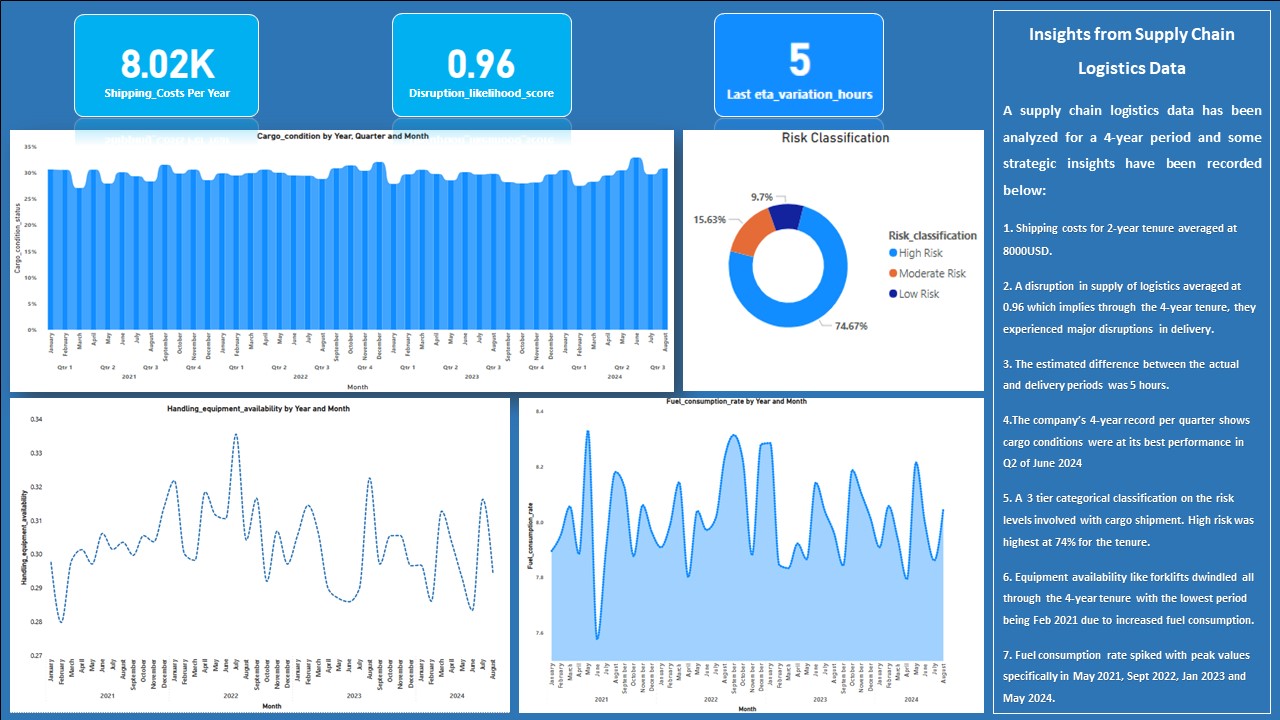 8.02K
Shipping_Costs Per Year
0.96
Disruption_likelihood_score
5
Last eta_variation_hours
Cargo_condition by Year, Quarter and Month
35%
30%
25%
20%
15%
10%
5%
0%
Cargo_condition_status
January February March April May June July August September October November December January February March April May June July August September October November December January February March April May June July August September October November December January February March April May June July August
Qtr 1 Qtr 2 Qtr 3 Qtr 4 Qtr 1 Qtr 2 Qtr 3 Qtr 4 Qtr 1 Qtr 2 Qtr 3 Qtr 4 Qtr 1 Qtr 2 Qtr 3
2021 2022 2023 2024
Month
Risk Classification
9.7%
15.63%
74.67%
Risk_classification
High Risk
Moderate Risk
Low Risk
Handling_equipment_availability by Year and Month
0.34
0.33
0.32
0.31
0.30
0.29
0.28
0.27
Handling_equipment_availability
January February March April May June July August September October November December January February March April May June July August September October November December January February March April May June July August September October November December January February March April May June July August
2021 2022 2023 2024
Month
Fuel_consumption_rate by Year and Month
8.4
8.2
8.0
7.8
7.6
Fuel_consumption_rate
January February March April May June July August September October November December January February March April May June July August September October November December January February March April May June July August September October November December January February March April May June July August
2021 2022 2023 2024
Month
Insights from Supply Chain
Logistics Data
A supply chain logistics data has been
analyzed for a 4-year period and some
strategic insights have been recorded
below:
1. Shipping costs for 2-year tenure averaged at
8000USD.
2. A disruption in supply of logistics averaged at
0.96 which implies through the 4-year tenure, they
experienced major disruptions in delivery.
3. The estimated difference between the actual
and delivery periods was 5 hours.
4.The company's 4-year record per quarter shows
cargo conditions were at its best performance in
Q2 of June 2024
5. A 3 tier categorical classification on the risk
levels involved with cargo shipment. High risk was
highest at 74% for the tenure.
6. Equipment availability like forklifts dwindled all
through the 4-year tenure with the lowest period
being Feb 2021 due to increased fuel consumption.
7. Fuel consumption rate spiked with peak values
specifically in May 2021, Sept 2022, Jan 2023 and
May 2024.